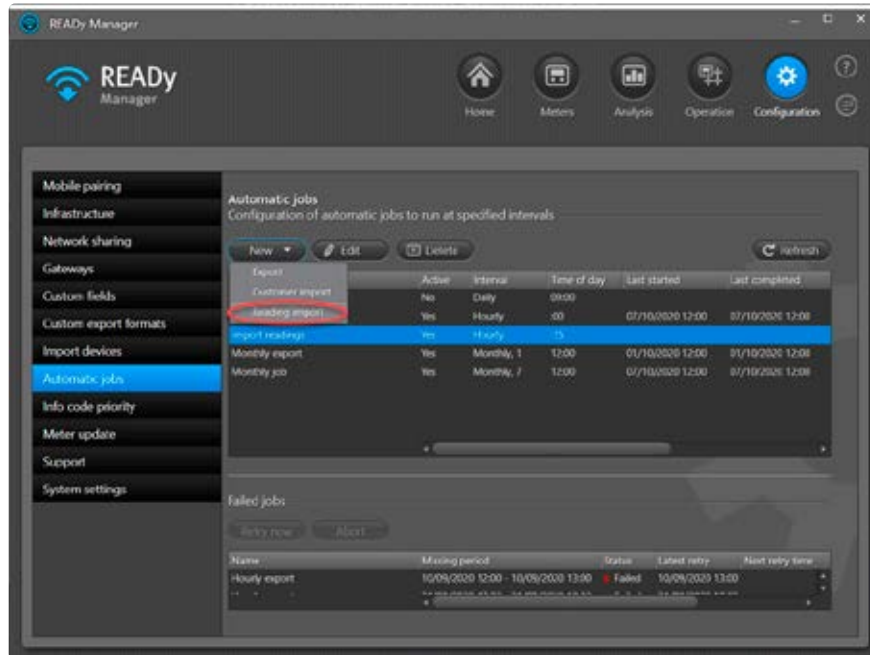 READy Manager
READy
Manager
Home Meters Analysis Operation Configuration
Mobile pairing
Infrastructure
Network sharing
Gateways
Custom fields
Custom export formats
Import devices
Automatic jobs
Info code priority
Meter update
Support
System settings
Automatic jobs
Configuration of automatic jobs to run at specified intervals
New Edit Delete Refresh
Export
Customer import
Reading import
Active Interval Time of day Last started Last completed
No Daily 09:00
Yes Hourly :00 07/10/2020 12:00 07/10/2020 12:00
Import readings Yes Hourly :15
Monthly export Yes Monthly, 1 12:00 01/10/2020 12:00 01/10/2020 12:00
Monthly job Yes Monthly, 7 12:00 07/10/2020 12:00 07/10/2020 12:00
Failed jobs
Retry now Abort
Name Missing period Status Latest retry Next retry time
Hourly export 10/09/2020 12:00 - 10/09/2020 13:00 Failed 10/09/2020 13:00